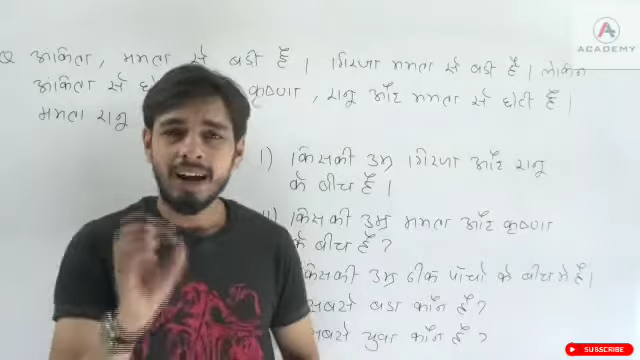 Q अंकिता, ममता से बडी हैं। गिरजा ममता से बडी हैं। लेकिन
अंकिता से कृष्णा, रानु और ममता से छोटी हैं।
ममता रानु
I) किसकी उम्र गिरजा और रानु
के बीच हैं।
किसकी उम्र ममता और कृष्णा
के बीच हैं?
किसकी उम्र ठीक पाँचो के बीच में हैं।
सबसे बडा कौन हैं?
सबसे युवा कौन हैं?
A
ACADEMY
SUBSCRIBE